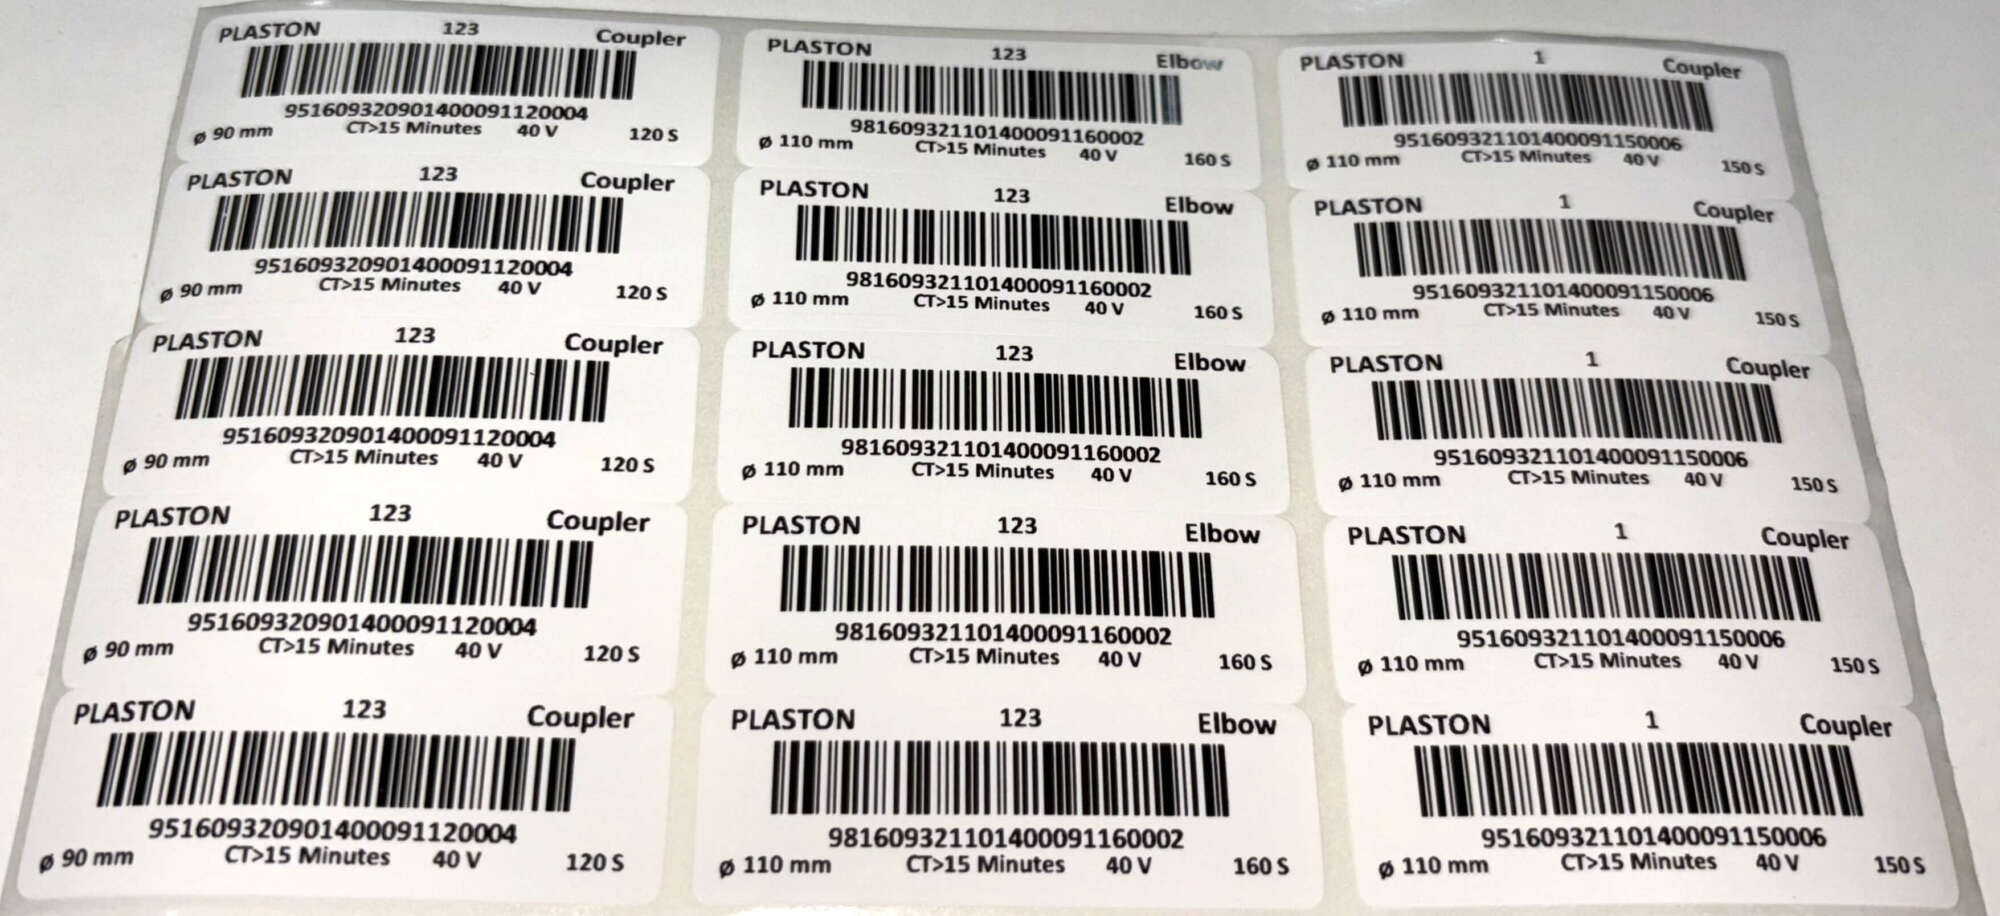 PLASTON 123 Coupler
951609320901400091120004
ø 90 mm CT>15 Minutes 40 V 120 S
PLASTON 123 Elbow
981609321101400091160002
ø 110 mm CT>15 Minutes 40 V 160 S
PLASTON 1 Coupler
951609321101400091150006
ø 110 mm CT>15 Minutes 40 V 150 S
PLASTON 123 Coupler
951609320901400091120004
ø 90 mm CT>15 Minutes 40 V 120 S
PLASTON 123 Elbow
981609321101400091160002
ø 110 mm CT>15 Minutes 40 V 160 S
PLASTON 1 Coupler
951609321101400091150006
ø 110 mm CT>15 Minutes 40 V 150 S
PLASTON 123 Coupler
951609320901400091120004
ø 90 mm CT>15 Minutes 40 V 120 S
PLASTON 123 Elbow
981609321101400091160002
ø 110 mm CT>15 Minutes 40 V 160 S
PLASTON 1 Coupler
951609321101400091150006
ø 110 mm CT>15 Minutes 40 V 150 S
PLASTON 123 Coupler
951609320901400091120004
ø 90 mm CT>15 Minutes 40 V 120 S
PLASTON 123 Elbow
981609321101400091160002
ø 110 mm CT>15 Minutes 40 V 160 S
PLASTON 1 Coupler
951609321101400091150006
ø 110 mm CT>15 Minutes 40 V 150 S
PLASTON 123 Coupler
951609320901400091120004
ø 90 mm CT>15 Minutes 40 V 120 S
PLASTON 123 Elbow
981609321101400091160002
ø 110 mm CT>15 Minutes 40 V 160 S
PLASTON 1 Coupler
951609321101400091150006
ø 110 mm CT>15 Minutes 40 V 150 S